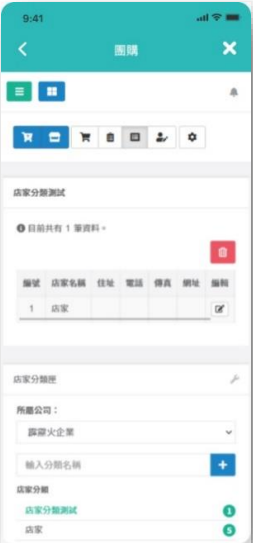 9:41
團購
店家分類測試
目前共有 1 筆資料。
編號 店家名稱 住址 電話 傳真 網址 編輯
1 店家
店家分類歷
所屬公司：
霹靂火企業
輸入分類名稱
店家分類
店家分類測試 1
店家 5